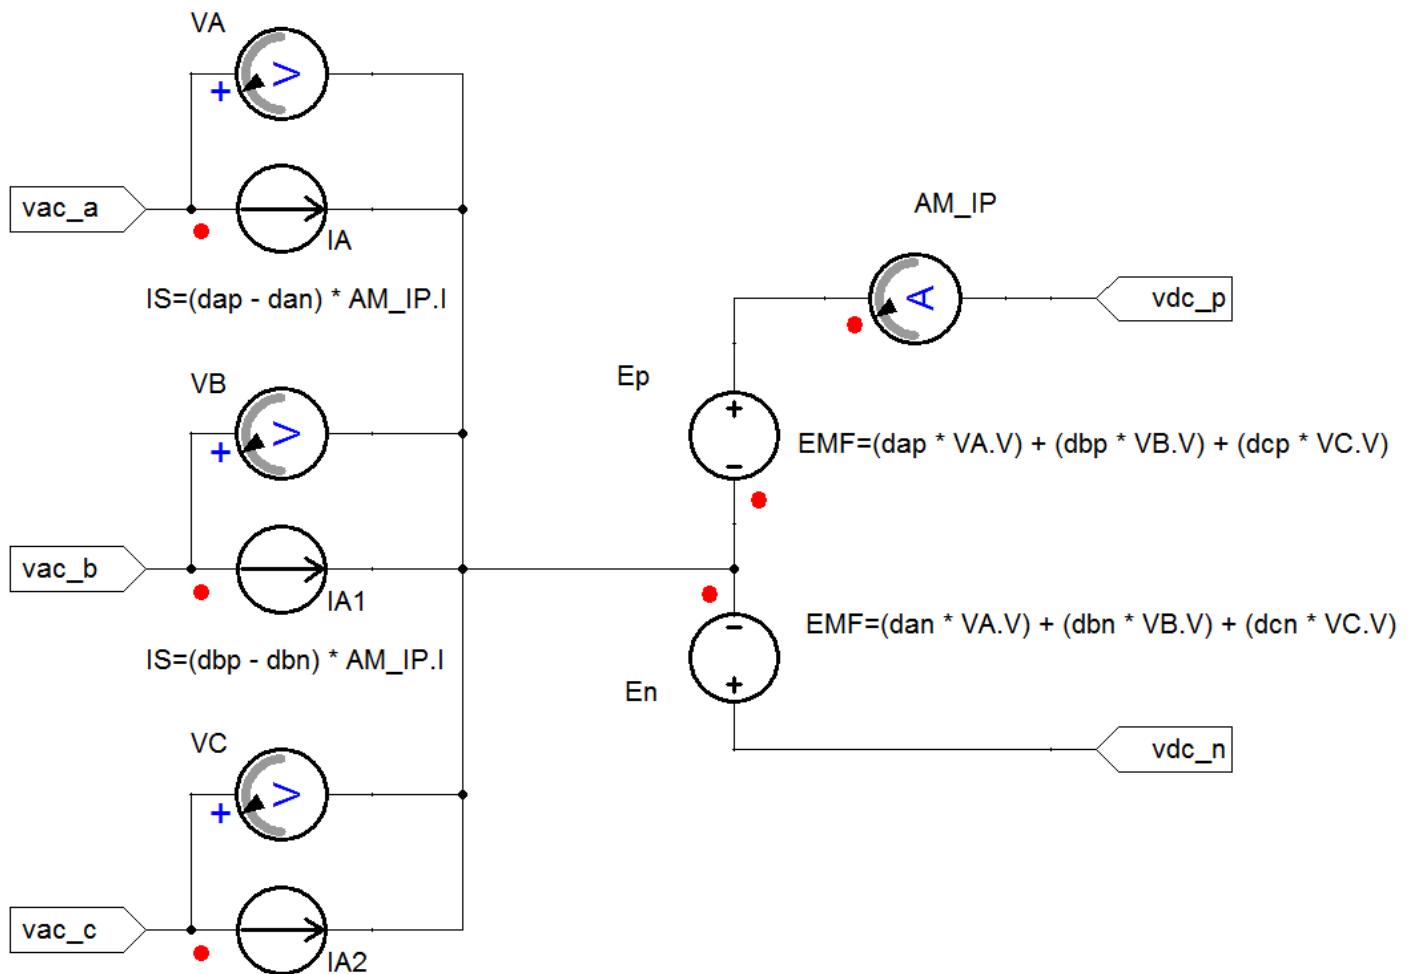 VA
+
V
vac_a
IA
IS=(dap - dan) * AM_IP.I
AM_IP
A
vdc_p
VB
+
V
Ep
+
−
EMF=(dap * VA.V) + (dbp * VB.V) + (dcp * VC.V)
vac_b
IA1
IS=(dbp - dbn) * AM_IP.I
−
+
EMF=(dan * VA.V) + (dbn * VB.V) + (dcn * VC.V)
En
VC
+
V
vdc_n
vac_c
IA2